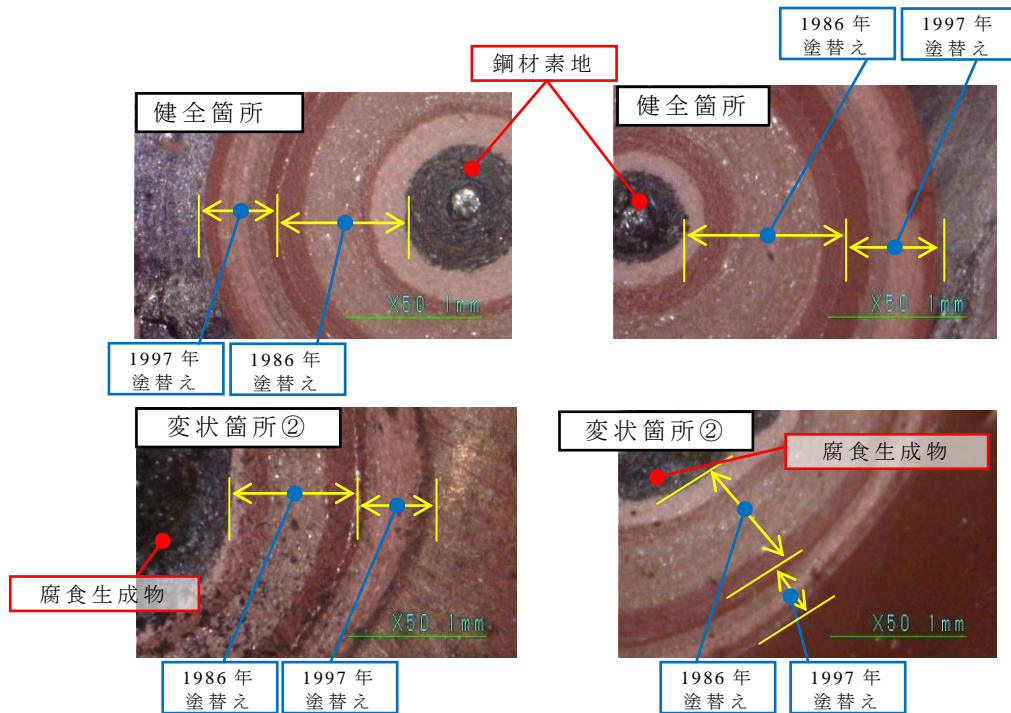 1986 年
塗替え
1997 年
塗替え
鋼材素地
健全箇所
健全箇所
X50 1mm
X50 1mm
1997 年
塗替え
1986 年
塗替え
変状箇所②
変状箇所②
腐食生成物
腐食生成物
X50 1mm
X50 1mm
1986 年
塗替え
1997 年
塗替え
1986 年
塗替え
1997 年
塗替え